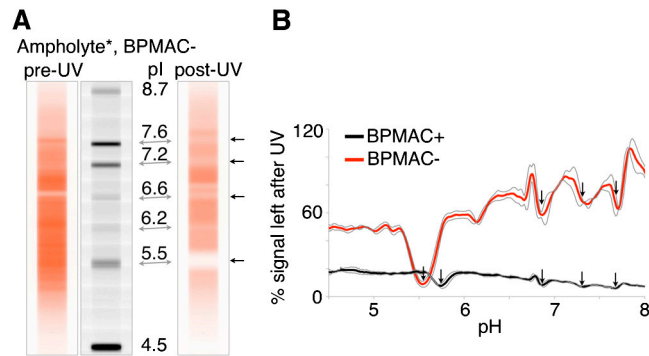 A
Ampholyte*, BPMAC-
pre-UV pI post-UV
8.7
7.6
7.2
6.6
6.2
5.5
4.5
B
120
BPMAC+
BPMAC-
60
0
% signal left after UV
5 6 7 8
pH